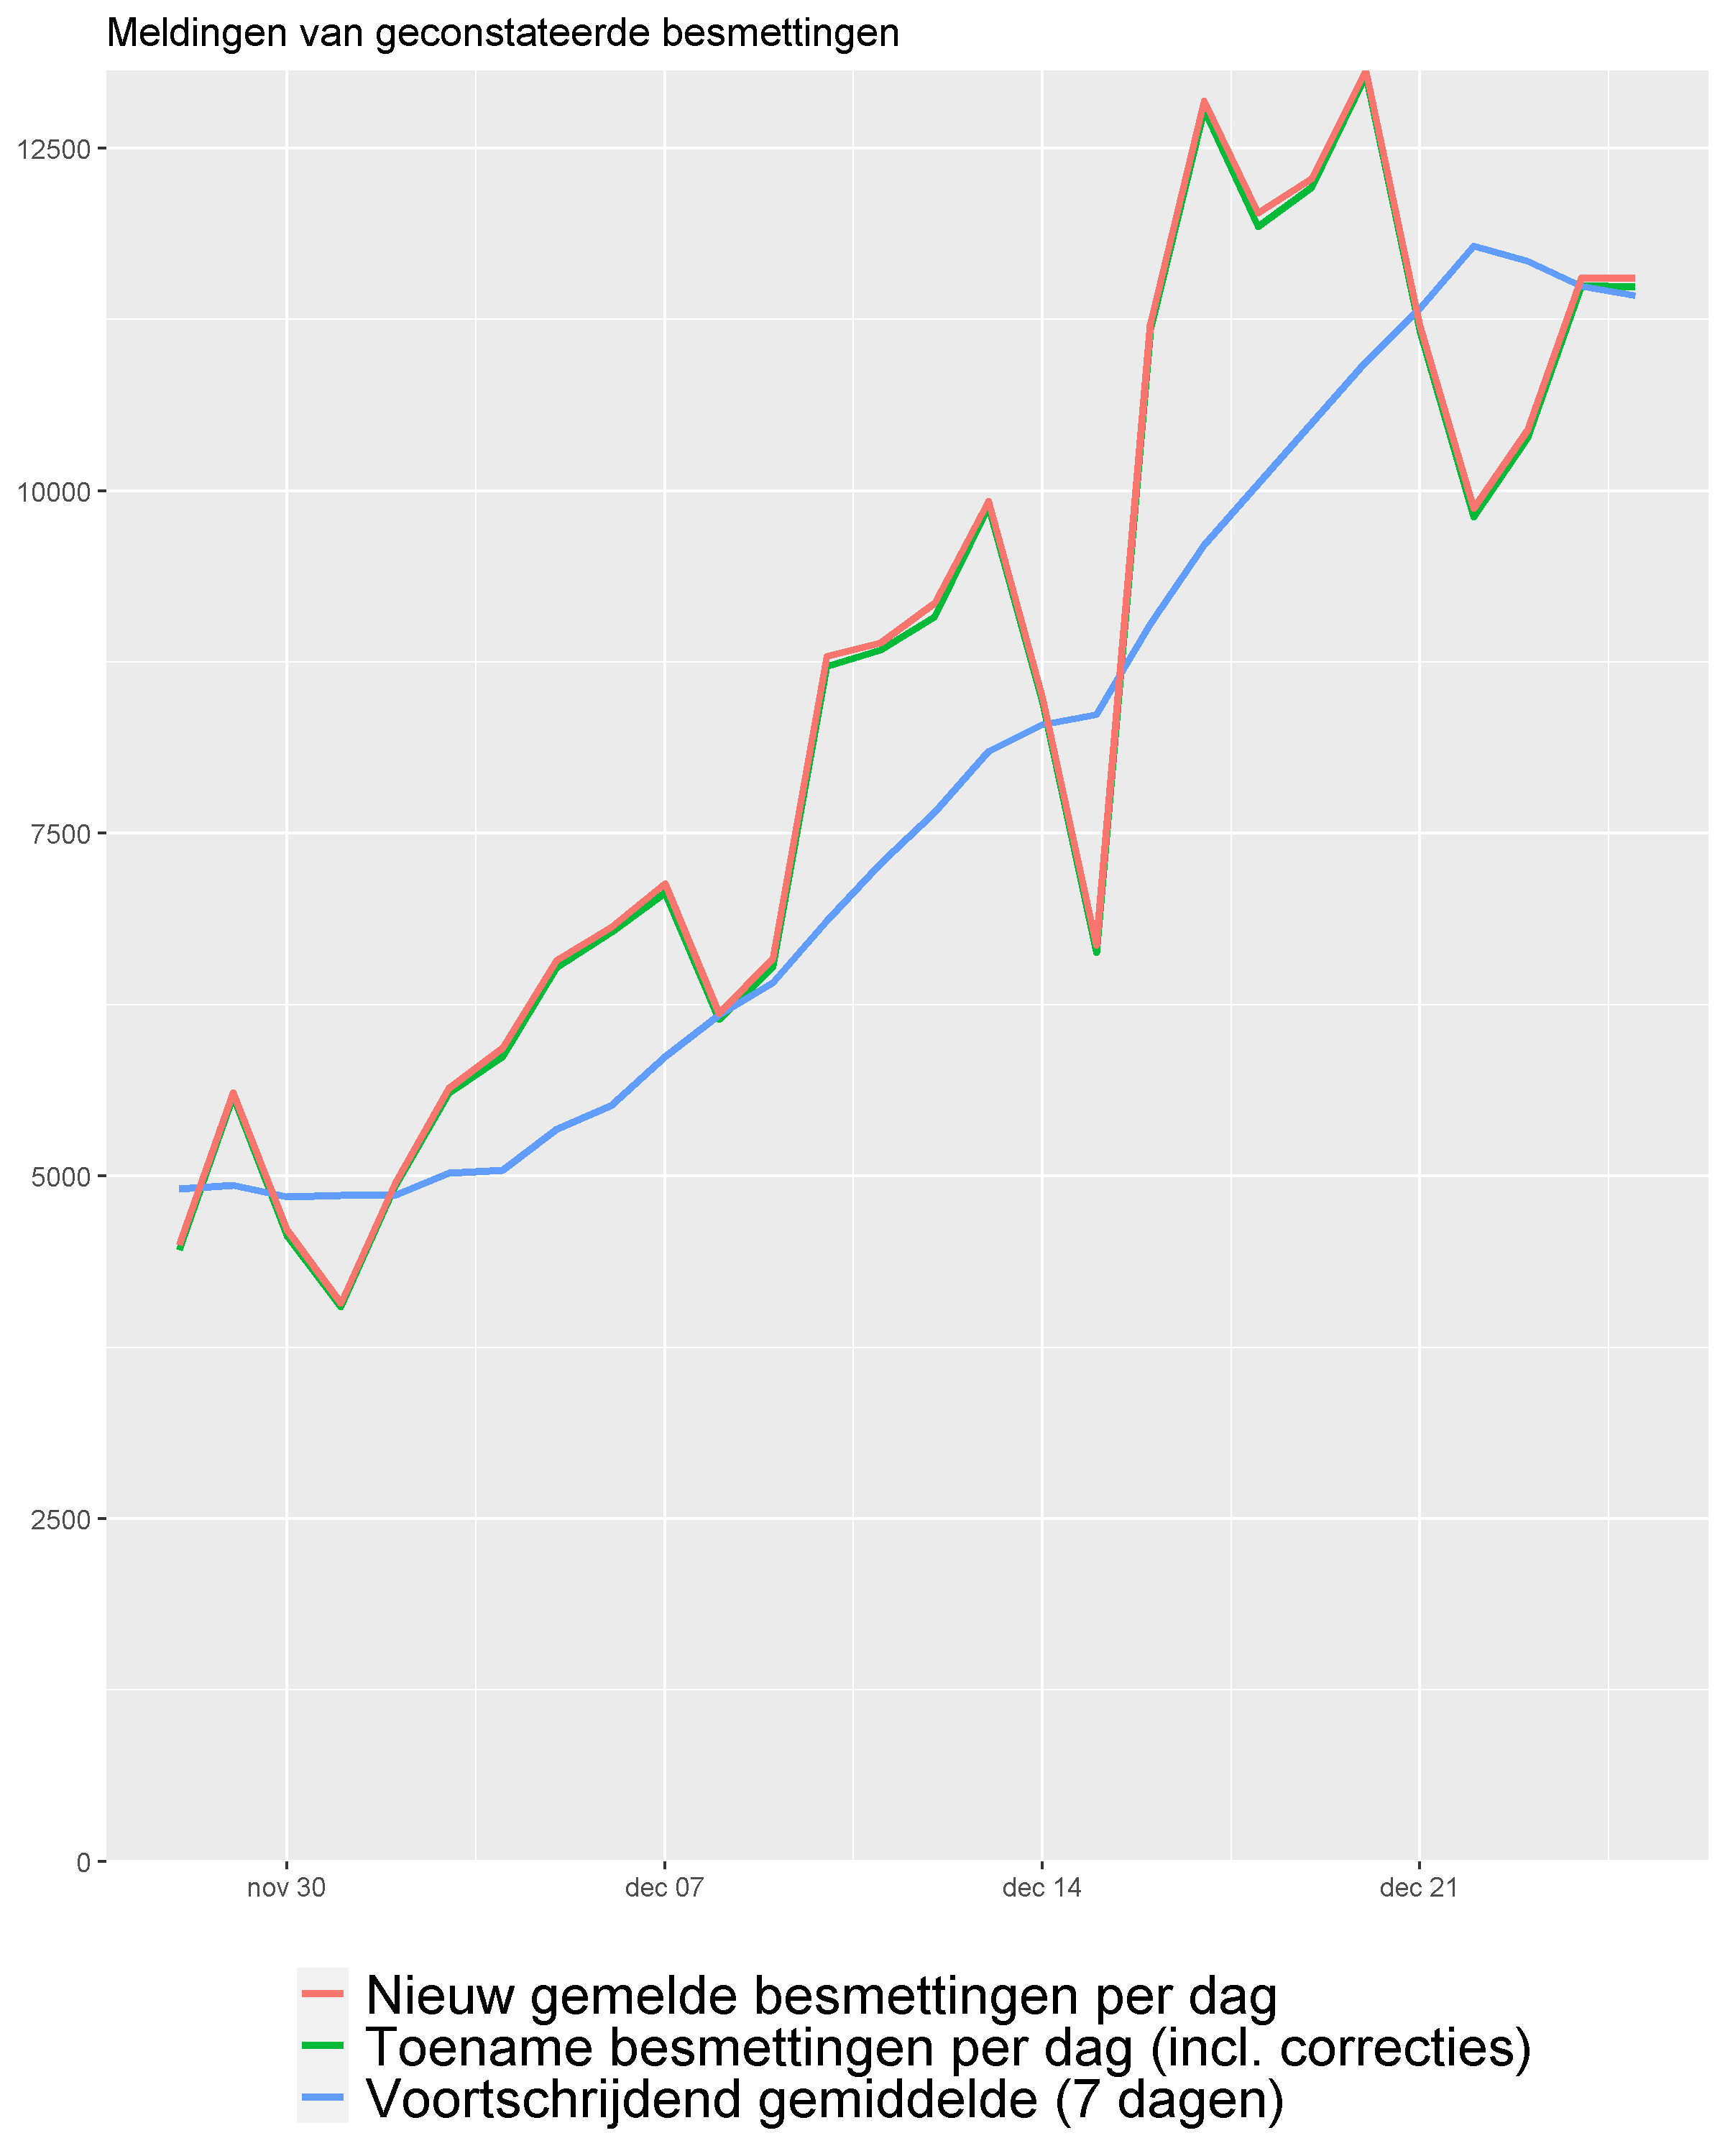 Meldingen van geconstateerde besmettingen
12500
10000
7500
5000
2500
0
nov 30
dec 07
dec 14
dec 21
Nieuw gemelde besmettingen per dag
Toename besmettingen per dag (incl. correcties)
Voortschrijdend gemiddelde (7 dagen)